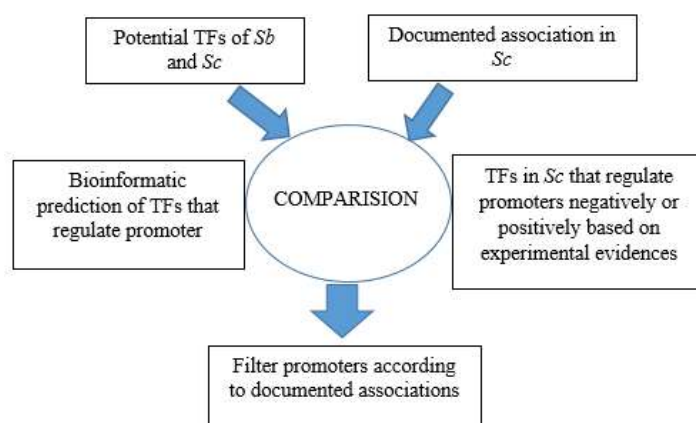 Potential TFs of Sb
and Sc
Documented association in
Sc
Bioinformatic
prediction of TFs that
regulate promoter
COMPARISION
TFs in Sc that regulate
promoters negatively or
positively based on
experimental evidences
Filter promoters according
to documented associations